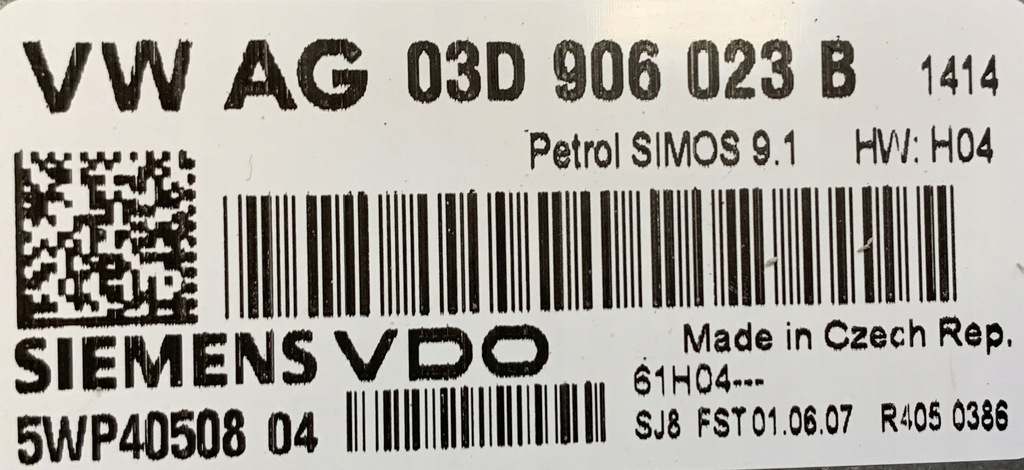 VW AG 03D 906 023 B 1414
Petrol SIMOS 9.1 HW: H04
SIEMENS VDO Made in Czech Rep.
61H04---
5WP40508 04 SJ8 FST 01.06.07 R405 0386